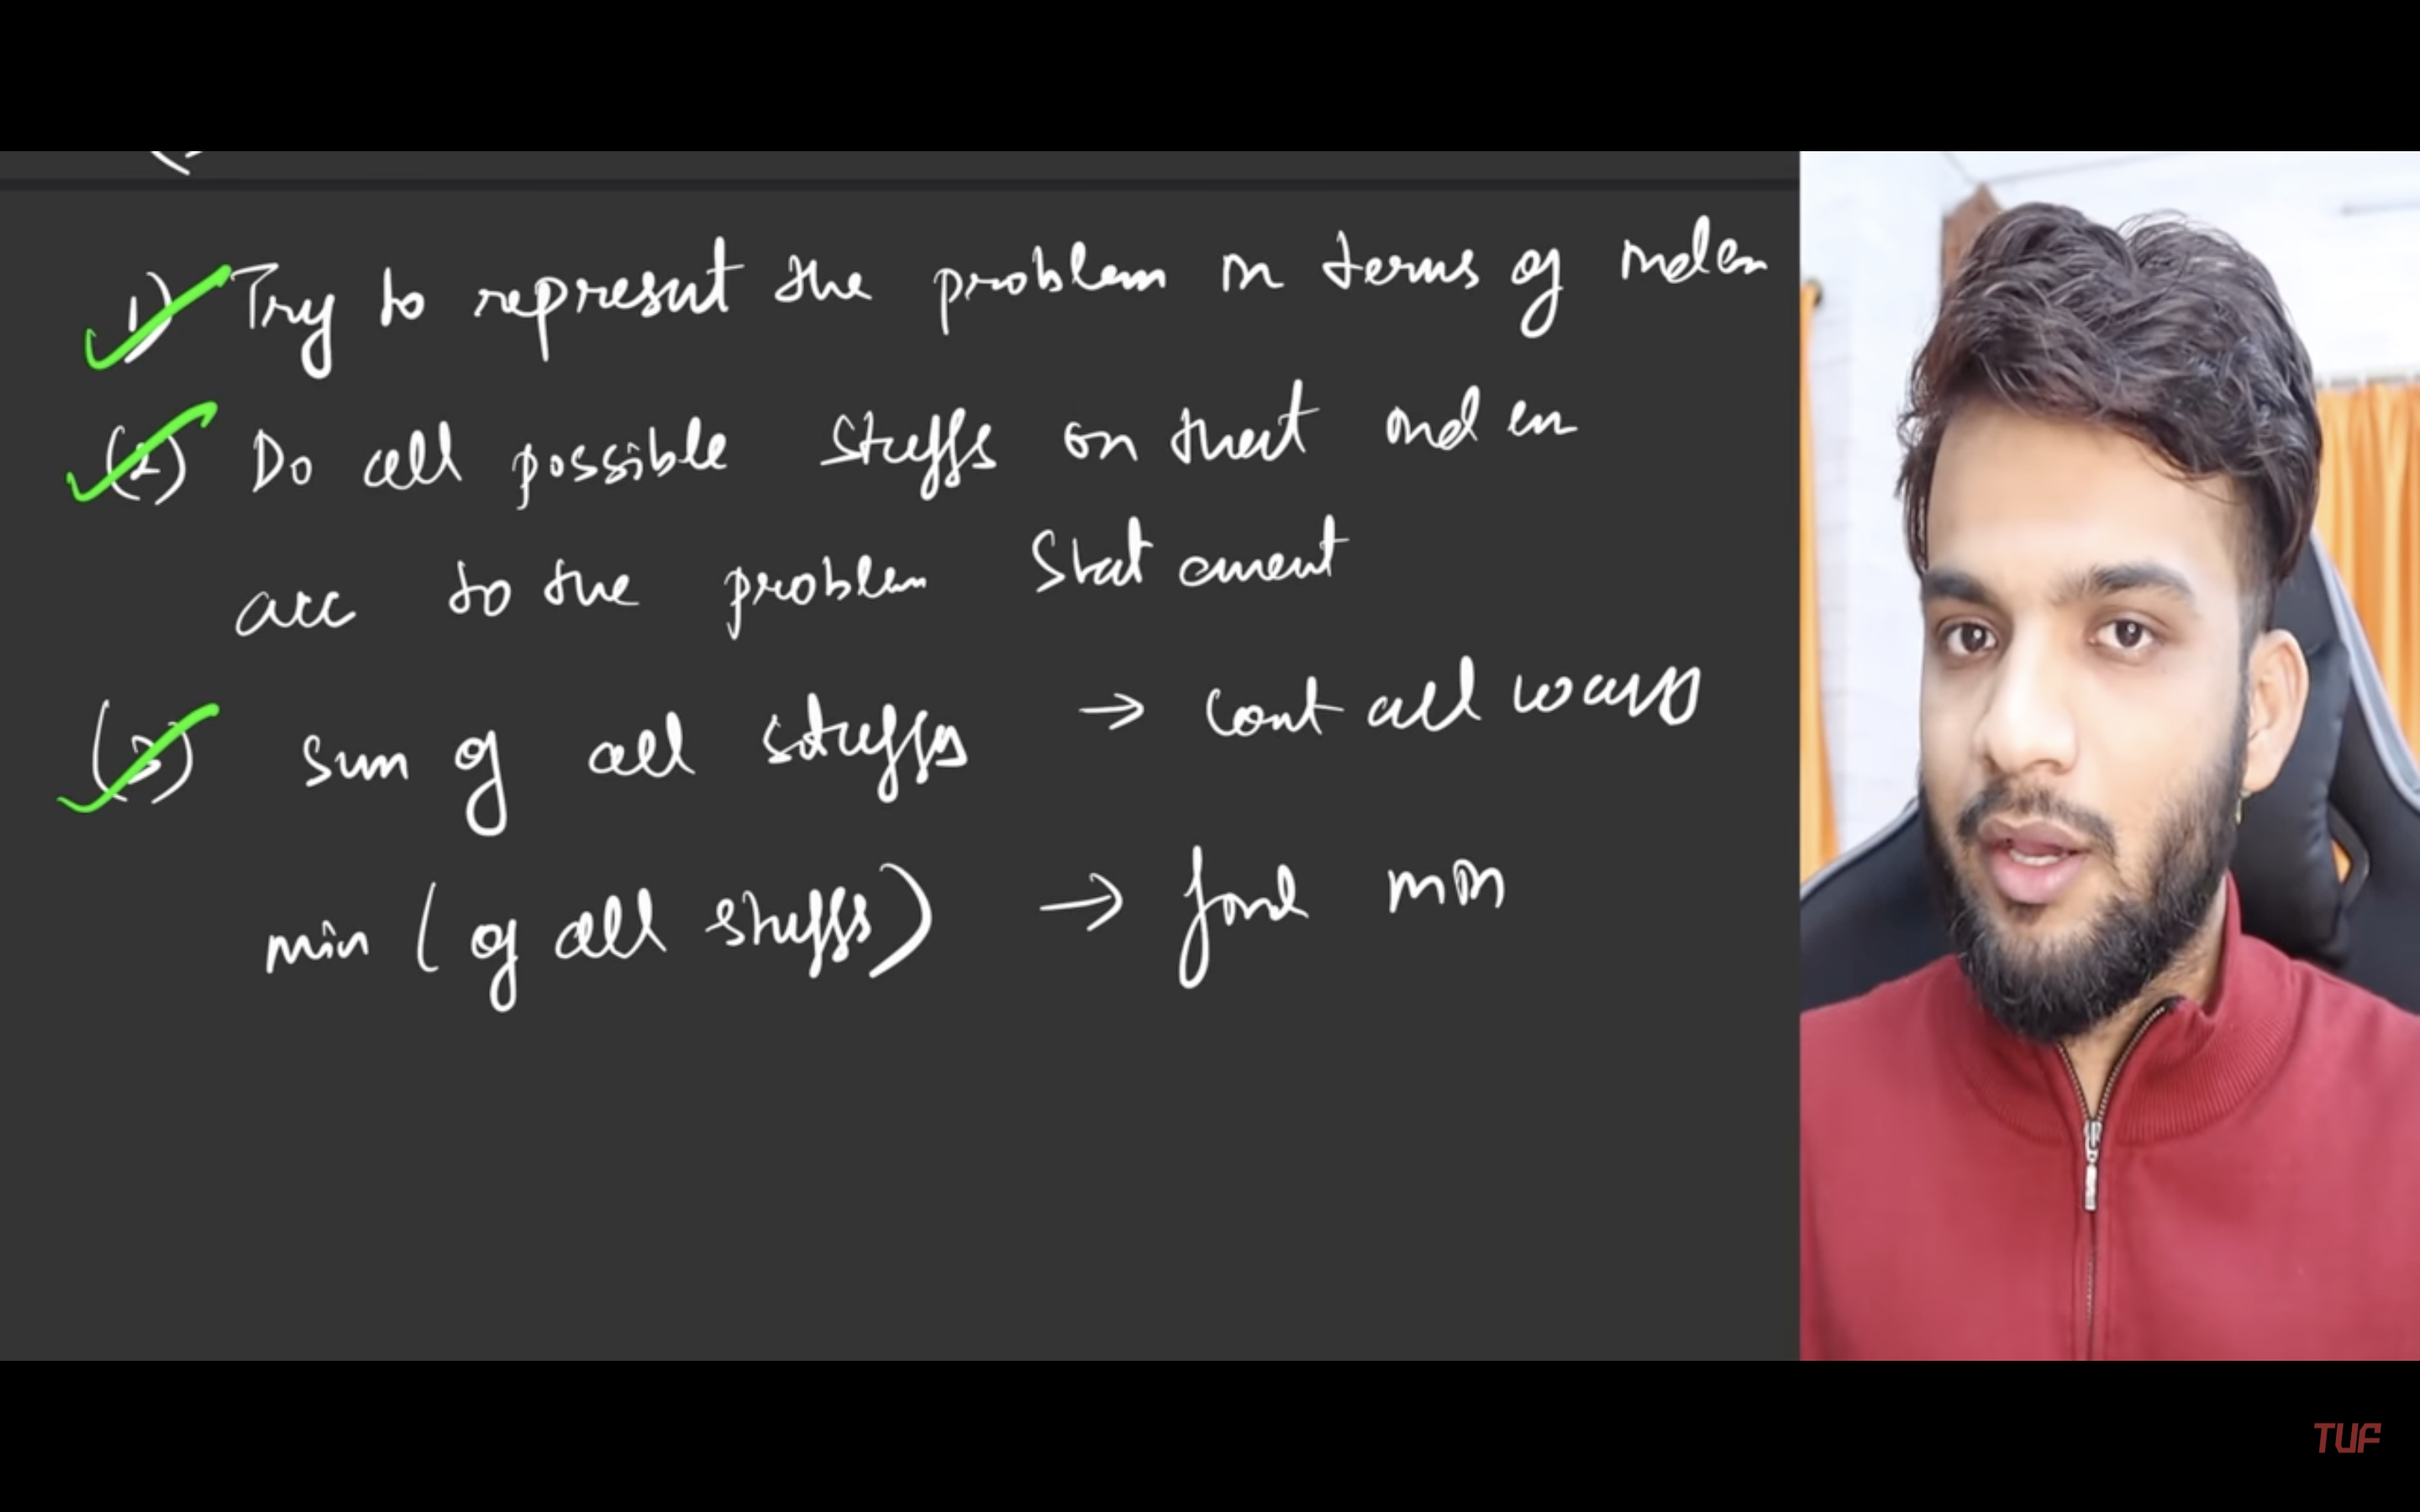 1) Try to represent the problem in terms of index
(2) Do all possible stuffs on that index
acc to the problem statement
(3) sum of all stuffs → count all ways
min (of all stuffs) → find min
TUF